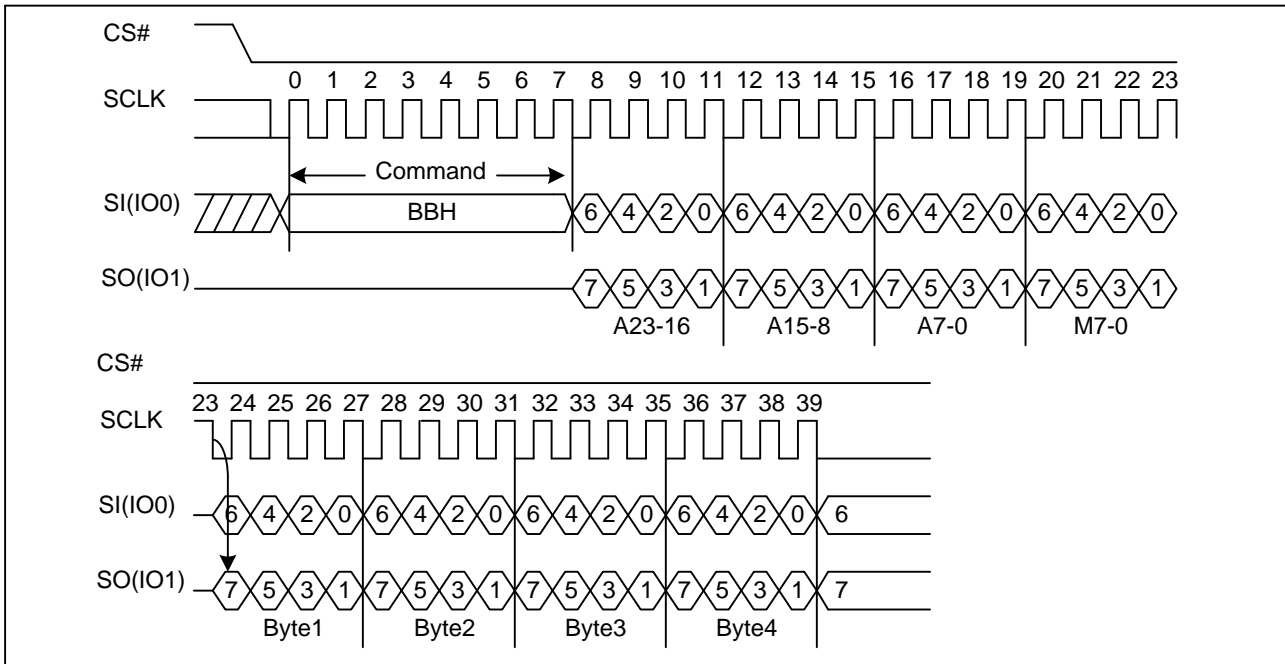 CS#
0 1 2 3 4 5 6 7 8 9 10 11 12 13 14 15 16 17 18 19 20 21 22 23
SCLK
Command
SI(IO0) BBH 6 4 2 0 6 4 2 0 6 4 2 0 6 4 2 0
SO(IO1) 7 5 3 1 7 5 3 1 7 5 3 1 7 5 3 1
A23-16 A15-8 A7-0 M7-0
CS#
23 24 25 26 27 28 29 30 31 32 33 34 35 36 37 38 39
SCLK
SI(IO0) 6 4 2 0 6 4 2 0 6 4 2 0 6 4 2 0 6
SO(IO1) 7 5 3 1 7 5 3 1 7 5 3 1 7 5 3 1 7
Byte1 Byte2 Byte3 Byte4